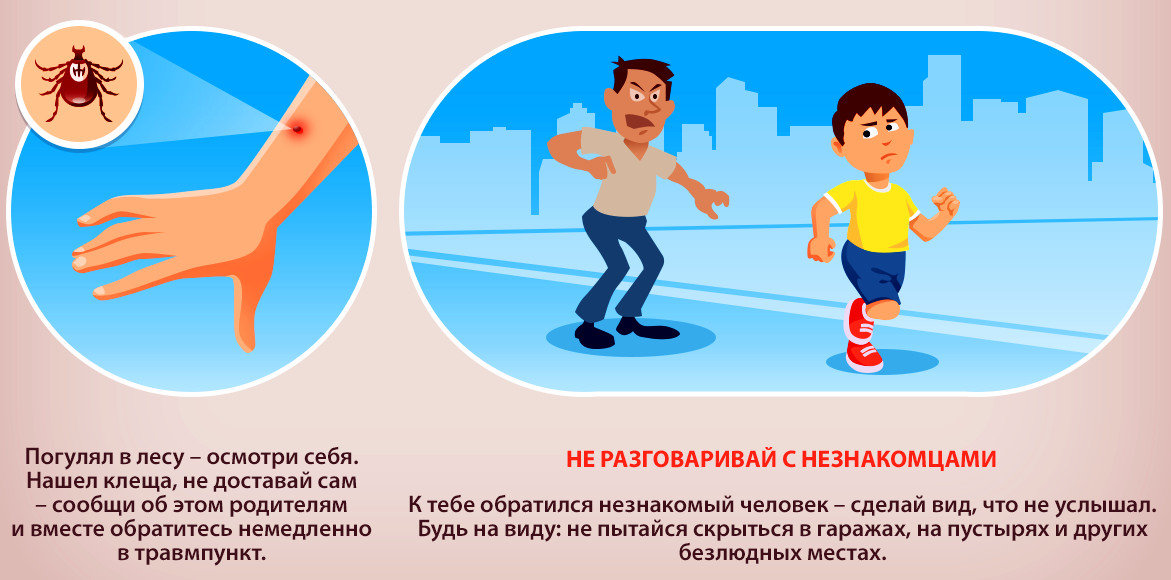 Погулял в лесу – осмотри себя.
Нашел клеща, не доставай сам
– сообщи об этом родителям
и вместе обратитесь немедленно
в травмпункт.
НЕ РАЗГОВАРИВАЙ С НЕЗНАКОМЦАМИ
К тебе обратился незнакомый человек – сделай вид, что не услышал.
Будь на виду: не пытайся скрыться в гаражах, на пустырях и других
безлюдных местах.